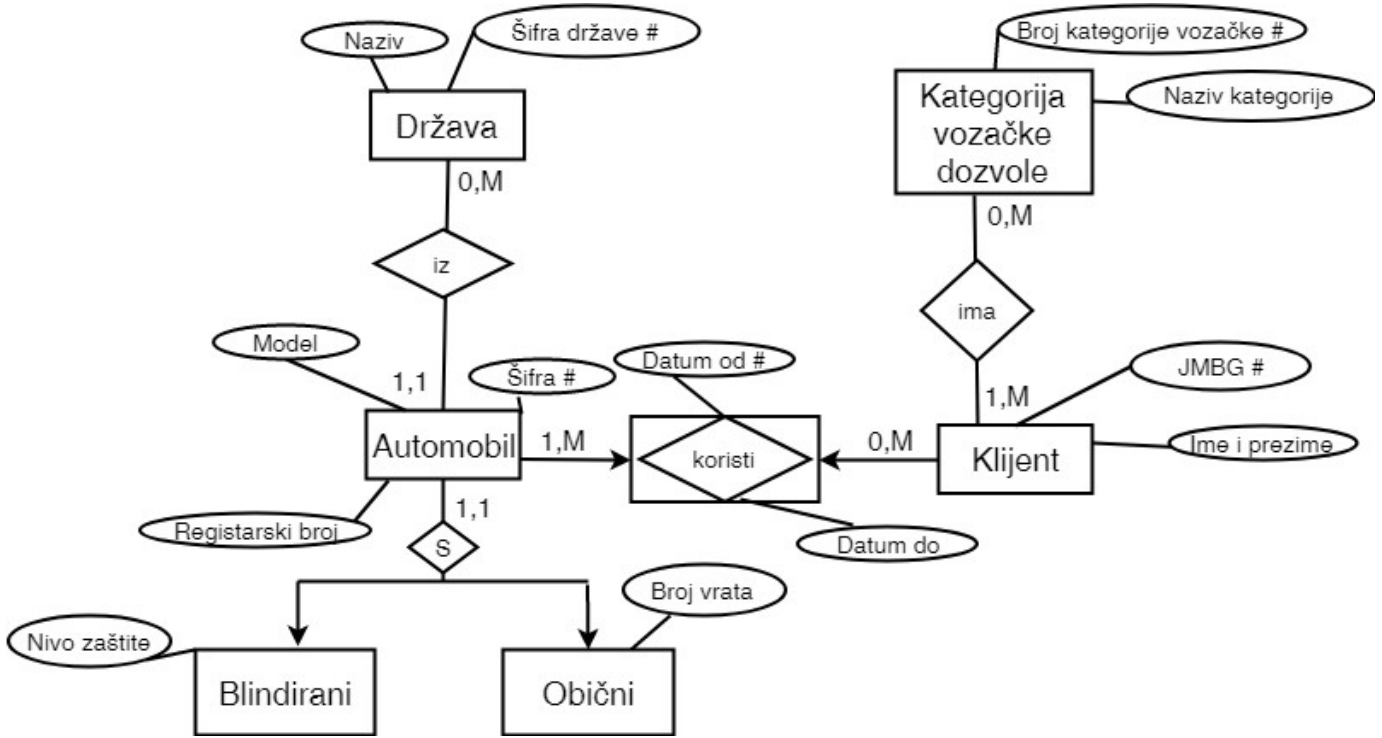 Naziv
Šifra države #
Broj kategorije vozačke #
Država
Kategorija
vozačke
dozvole
Naziv kategorije
0,M
0,M
iz
ima
Model
Datum od #
JMBG #
1,1
Šifra #
1,M
Automobil
1,M
koristi
0,M
Klijent
Ime i prezime
1,1
Registarski broj
Datum do
S
Broj vrata
Nivo zaštite
Blindirani
Obični